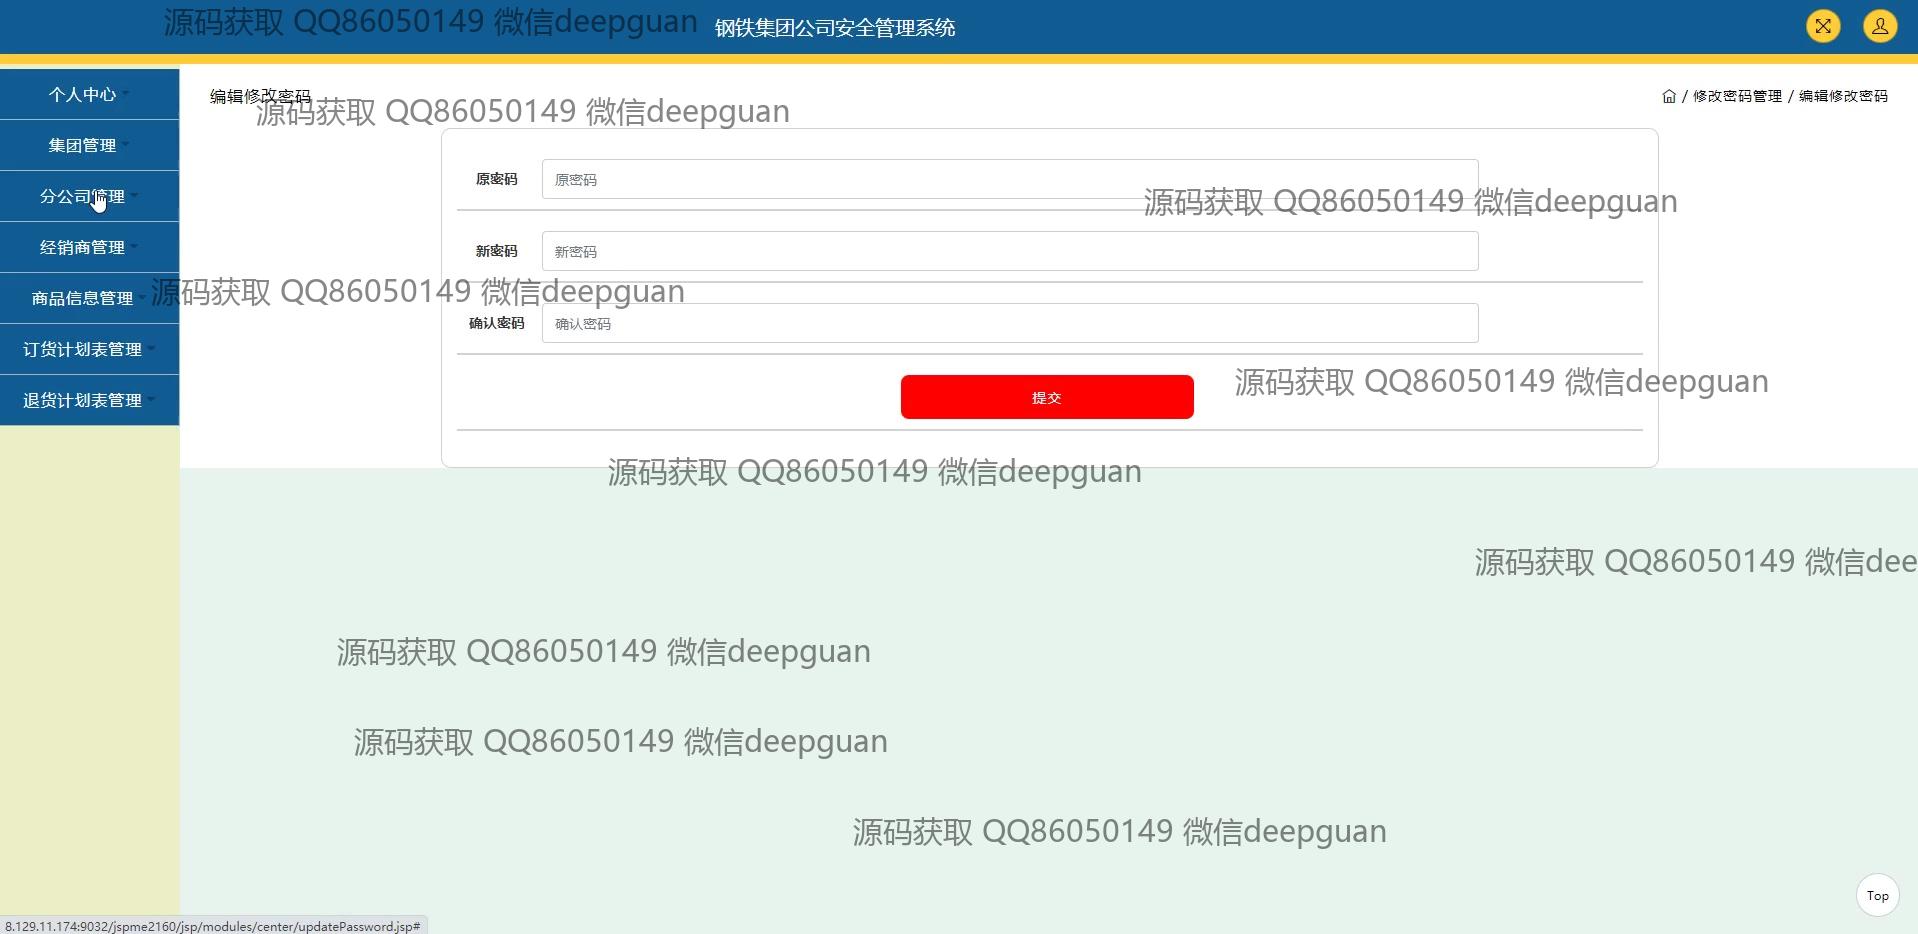 源码获取 QQ86050149 微信deepguan
钢铁集团公司安全管理系统
个人中心
集团管理
分公司管理
经销商管理
商品信息管理
订货计划表管理
退货计划表管理
编辑修改密码
/ 修改密码管理 / 编辑修改密码
源码获取 QQ86050149 微信deepguan
原密码 原密码
源码获取 QQ86050149 微信deepguan
新密码 新密码
源码获取 QQ86050149 微信deepguan
确认密码 确认密码
提交
源码获取 QQ86050149 微信deepguan
源码获取 QQ86050149 微信deepguan
源码获取 QQ86050149 微信dee
源码获取 QQ86050149 微信deepguan
源码获取 QQ86050149 微信deepguan
源码获取 QQ86050149 微信deepguan
Top
8.129.11.174:9032/jspme2160/jsp/modules/center/updatePassword.jsp#